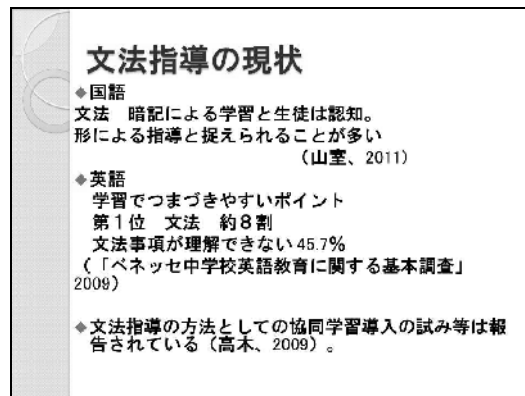 文法指導の現状
◆国語
文法　暗記による学習と生徒は認知。
形による指導と捉えられることが多い
（山室、2011）
◆英語
学習でつまづきやすいポイント
第１位　文法　約８割
文法事項が理解できない 45.7%
（「ベネッセ中学校英語教育に関する基本調査」
2009）
◆文法指導の方法としての協同学習導入の試み等は報
告されている（高木、2009）。